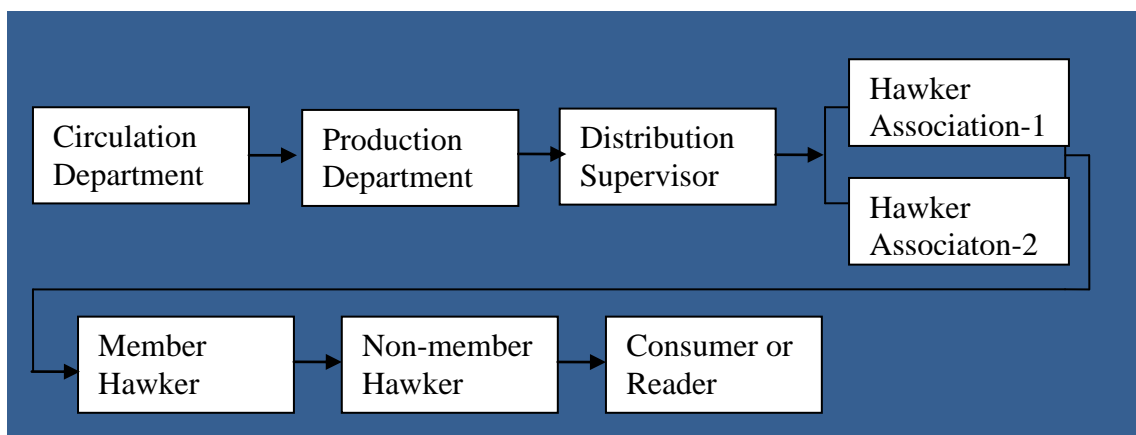 Circulation
Department
Production
Department
Distribution
Supervisor
Hawker
Association-1
Hawker
Associaton-2
Member
Hawker
Non-member
Hawker
Consumer or
Reader